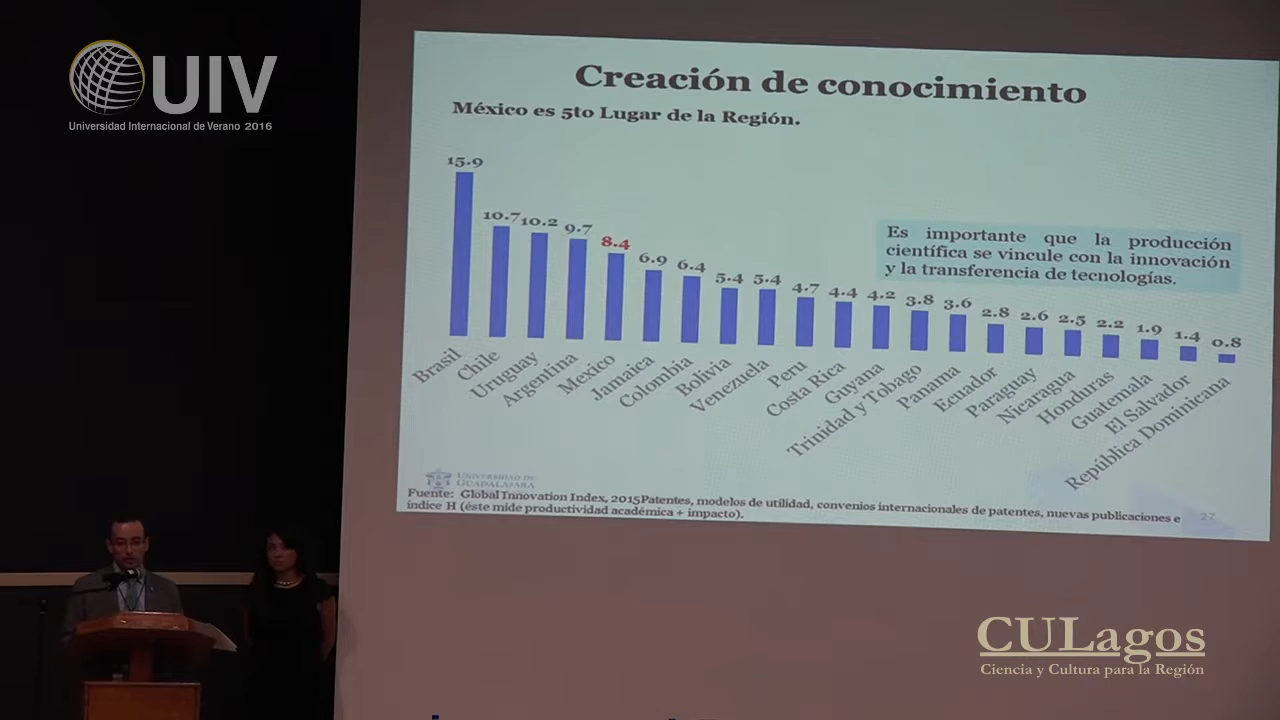 UIV
Universidad Internacional de Verano 2016
Creación de conocimiento
México es 5to Lugar de la Región.
15.9
10.7
10.2
9.7
8.4
6.9
6.4
5.4
5.4
4.7
4.4
4.2
3.8
3.6
2.8
2.6
2.5
2.2
1.9
1.4
0.8
Es importante que la producción
científica se vincule con la innovación
y la transferencia de tecnologías.
Brasil
Chile
Uruguay
Argentina
Mexico
Jamaica
Colombia
Bolivia
Venezuela
Peru
Costa Rica
Guyana
Trinidad y Tobago
Panama
Ecuador
Paraguay
Nicaragua
Honduras
Guatemala
El Salvador
República Dominicana
Universidad de
Guadalajara
Fuente: Global Innovation Index, 2015Patentes, modelos de utilidad, convenios internacionales de patentes, nuevas publicaciones e
índice H (éste mide productividad académica + impacto).
27
CULagos
Ciencia y Cultura para la Región